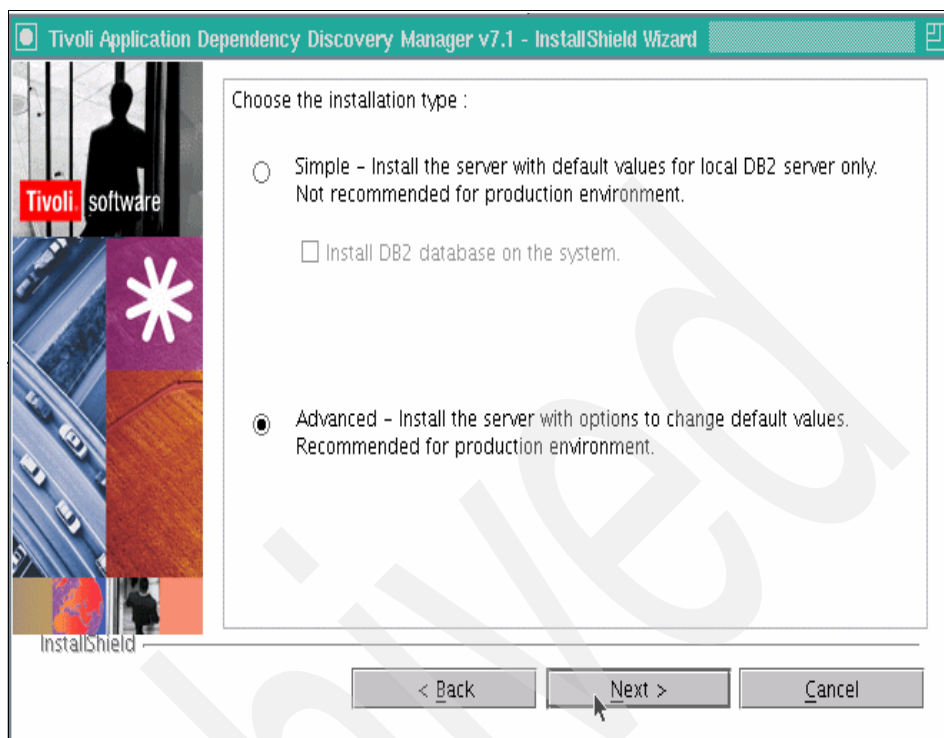 Tivoli Application Dependency Discovery Manager v7.1 - InstallShield Wizard
Choose the installation type :
Simple – Install the server with default values for local DB2 server only.
Not recommended for production environment.
Install DB2 database on the system.
Tivoli. software
Advanced – Install the server with options to change default values.
Recommended for production environment.
InstallShield
< Back
Next >
Cancel
hived